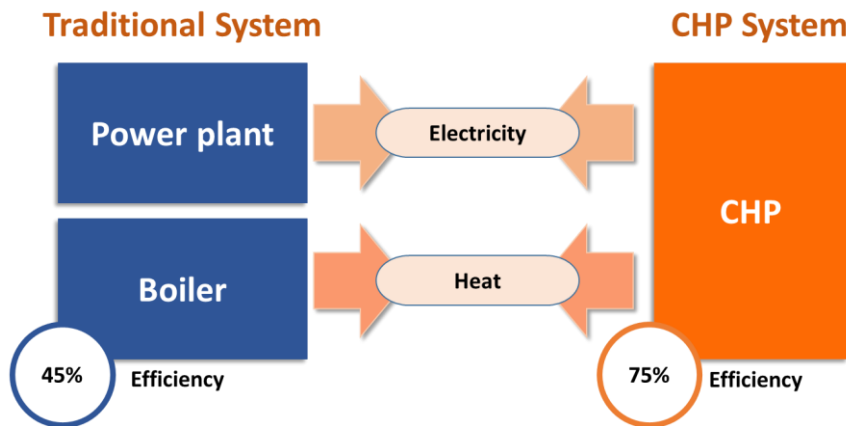 Traditional System
CHP System
Power plant
Electricity
CHP
Boiler
Heat
45%
Efficiency
75%
Efficiency